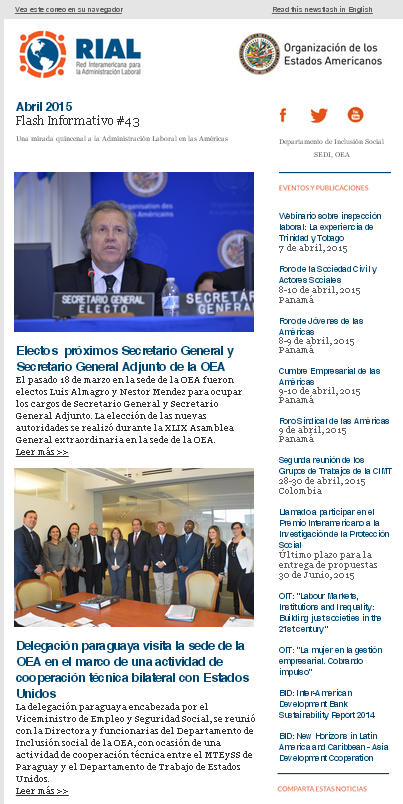 Vea este correo en su navegador
Read this newsflash in English
RIAL
Red Interamericana para
la Administración Laboral
Organización de los
Estados Americanos
Abril 2015
Flash Informativo #43
Una mirada quincenal a la Administración Laboral en las Américas
Departamento de Inclusión Social
SEDI, OEA
SECRETARIO GENERAL
ELECTO
SECRETARY
GENERAL
Electos próximos Secretario General y
Secretario General Adjunto de la OEA
El pasado 18 de marzo en la sede de la OEA fueron
electos Luis Almagro y Nestor Mendez para ocupar
los cargos de Secretario General y Secretario
General Adjunto. La elección de las nuevas
autoridades se realizó durante la XLIX Asamblea
General extraordinaria en la sede de la OEA.
Leer más >>
Delegación paraguaya visita la sede de la
OEA en el marco de una actividad de
cooperación técnica bilateral con Estados
Unidos
La delegación paraguaya encabezada por el
Viceministro de Empleo y Seguridad Social, se reunió
con la Directora y funcionarias del Departamento de
Inclusión social de la OEA, con ocasión de una
actividad de cooperación técnica entre el MTEySS de
Paraguay y el Departamento de Trabajo de Estados
Unidos.
Leer más >>
EVENTOS Y PUBLICACIONES
Webinario sobre inspección
laboral: La experiencia de
Trinidad y Tobago
7 de abril, 2015
Foro de la Sociedad Civil y
Actores Sociales
8-10 de abril, 2015
Panamá
Foro de Jóvenes de las
Américas
8-9 de abril, 2015
Panamá
Cumbre Empresarial de las
Américas
9-10 de abril, 2015
Panamá
Foro Sindical de las Américas
9 de abril, 2015
Panamá
Segunda reunión de los
Grupos de Trabajos de la CIMT
28-30 de abril, 2015
Colombia
Llamado a participar en el
Premio Interamericano a la
Investigación de la Protección
Social
Último plazo para la
entrega de propuestas
30 de Junio, 2015
OIT: "Labour Markets,
Institutions and Inequality:
Building just societies in the
21st century"
OIT: "La mujer en la gestión
empresarial. Cobrando
impulso"
BID: Inter-American
Development Bank
Sustainability Report 2014
BID: New Horizons in Latin
America and Caribbean - Asia
Development Cooperation
COMPARTA ESTAS NOTICIAS